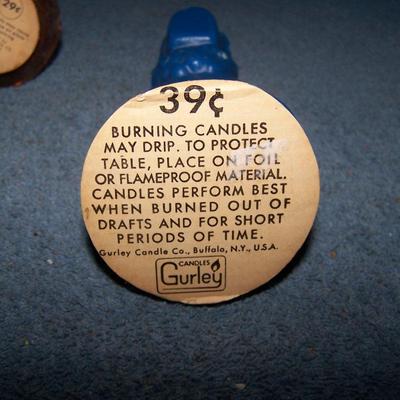 29¢
39¢
BURNING CANDLES
MAY DRIP. TO PROTECT
TABLE, PLACE ON FOIL
OR FLAMEPROOF MATERIAL.
CANDLES PERFORM BEST
WHEN BURNED OUT OF
DRAFTS AND FOR SHORT
PERIODS OF TIME.
Gurley Candle Co., Buffalo, N.Y., U.S.A.
CANDLES
Gurley